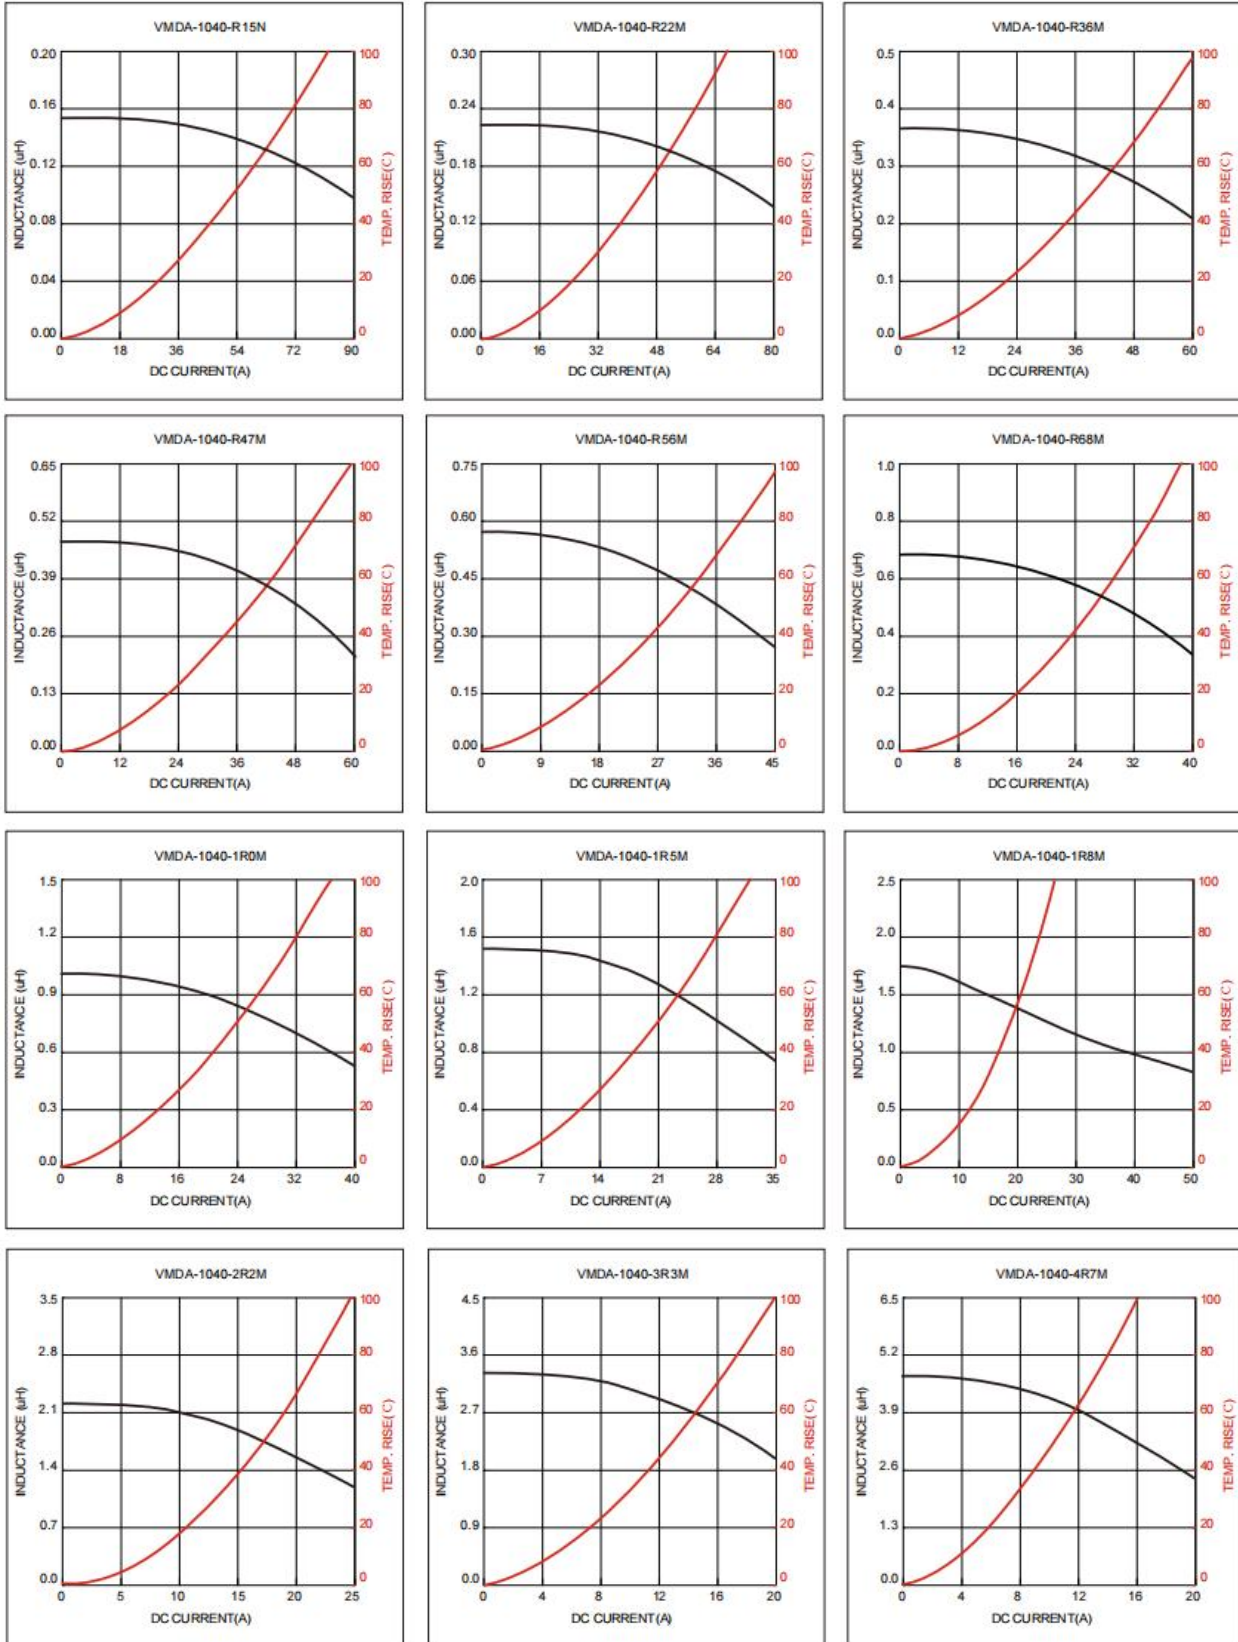 VMDA-1040-R15N
0.20
0.16
0.12
0.08
0.04
0.00
INDUCTANCE (uH)
100
80
60
40
20
0
TEMP. RISE(C)
0 18 36 54 72 90
DC CURRENT(A)
VMDA-1040-R22M
0.30
0.24
0.18
0.12
0.06
0.00
INDUCTANCE (uH)
100
80
60
40
20
0
TEMP. RISE(C)
0 16 32 48 64 80
DC CURRENT(A)
VMDA-1040-R36M
0.5
0.4
0.3
0.2
0.1
0.0
INDUCTANCE (uH)
100
80
60
40
20
0
TEMP. RISE(C)
0 12 24 36 48 60
DC CURRENT(A)
VMDA-1040-R47M
0.65
0.52
0.39
0.26
0.13
0.00
INDUCTANCE (uH)
100
80
60
40
20
0
TEMP. RISE(C)
0 12 24 36 48 60
DC CURRENT(A)
VMDA-1040-R56M
0.75
0.60
0.45
0.30
0.15
0.00
INDUCTANCE (uH)
100
80
60
40
20
0
TEMP. RISE(C)
0 9 18 27 36 45
DC CURRENT(A)
VMDA-1040-R68M
1.0
0.8
0.6
0.4
0.2
0.0
INDUCTANCE (uH)
100
80
60
40
20
0
TEMP. RISE(C)
0 8 16 24 32 40
DC CURRENT(A)
VMDA-1040-1R0M
1.5
1.2
0.9
0.6
0.3
0.0
INDUCTANCE (uH)
100
80
60
40
20
0
TEMP. RISE(C)
0 8 16 24 32 40
DC CURRENT(A)
VMDA-1040-1R5M
2.0
1.6
1.2
0.8
0.4
0.0
INDUCTANCE (uH)
100
80
60
40
20
0
TEMP. RISE(C)
0 7 14 21 28 35
DC CURRENT(A)
VMDA-1040-1R8M
2.5
2.0
1.5
1.0
0.5
0.0
INDUCTANCE (uH)
100
80
60
40
20
0
TEMP. RISE(C)
0 10 20 30 40 50
DC CURRENT(A)
VMDA-1040-2R2M
3.5
2.8
2.1
1.4
0.7
0.0
INDUCTANCE (uH)
100
80
60
40
20
0
TEMP. RISE(C)
0 5 10 15 20 25
DC CURRENT(A)
VMDA-1040-3R3M
4.5
3.6
2.7
1.8
0.9
0.0
INDUCTANCE (uH)
100
80
60
40
20
0
TEMP. RISE(C)
0 4 8 12 16 20
DC CURRENT(A)
VMDA-1040-4R7M
6.5
5.2
3.9
2.6
1.3
0.0
INDUCTANCE (uH)
100
80
60
40
20
0
TEMP. RISE(C)
0 4 8 12 16 20
DC CURRENT(A)